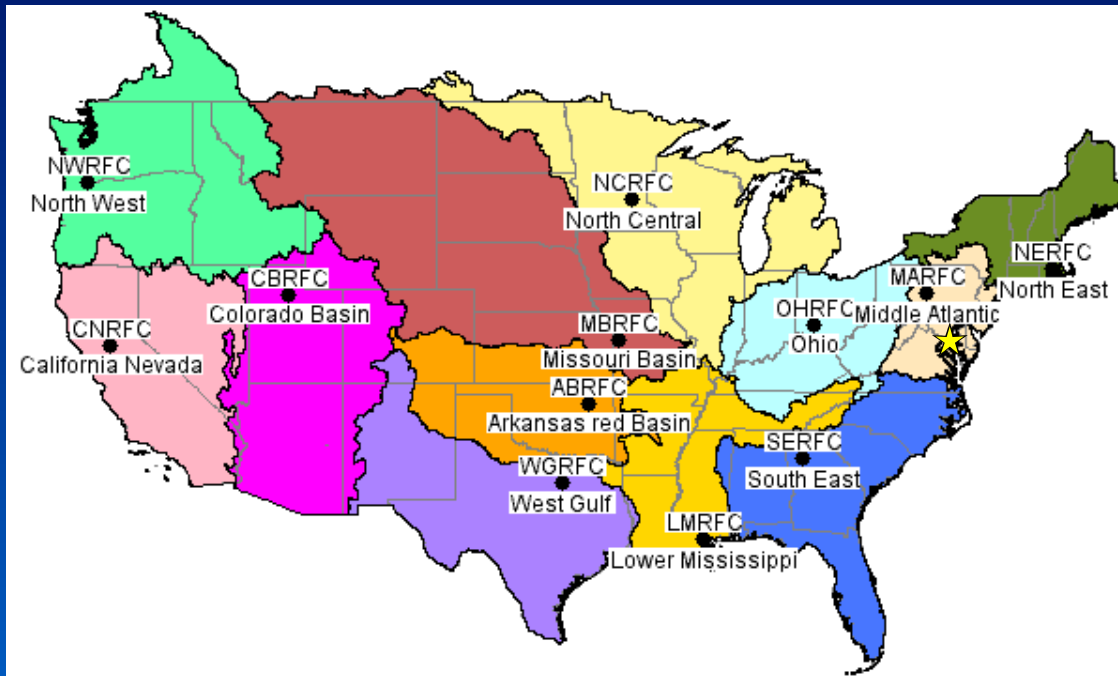 NWRFC
North West
NCRFC
North Central
NERFC
North East
CBRFC
Colorado Basin
MARFC
Middle Atlantic
OHRFC
Ohio
CNRFC
California Nevada
MBRFC
Missouri Basin
ABRFC
Arkansas red Basin
SERFC
South East
WGRFC
West Gulf
LMRFC
Lower Mississippi